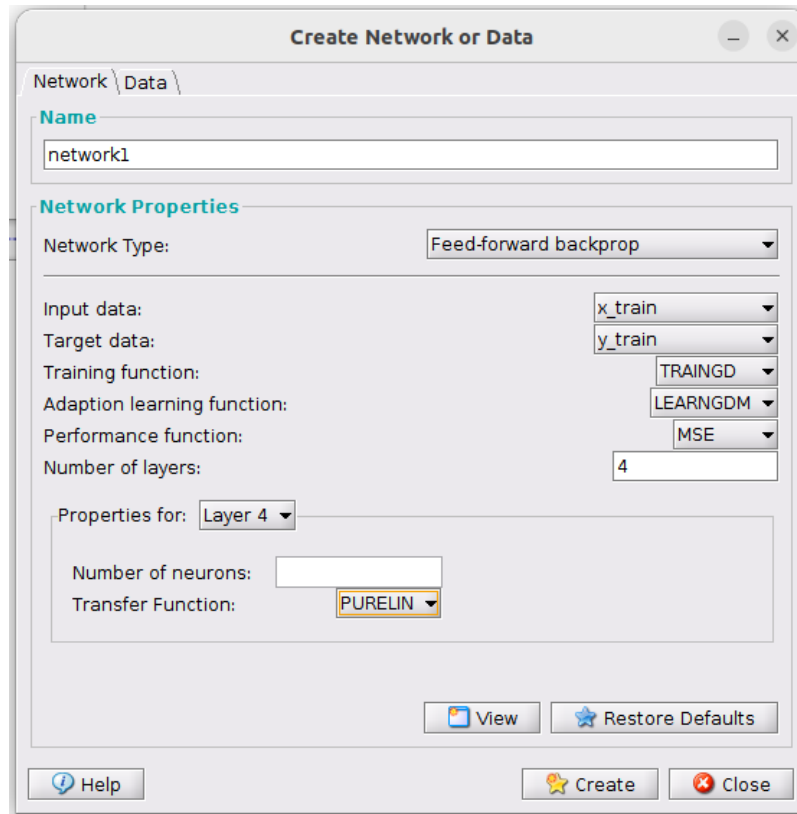 Create Network or Data
Network Data
Name
network1
Network Properties
Network Type: Feed-forward backprop
Input data: x_train
Target data: y_train
Training function: TRAINGD
Adaption learning function: LEARNGDM
Performance function: MSE
Number of layers: 4
Properties for: Layer 4
Number of neurons:
Transfer Function: PURELIN
View Restore Defaults
Help Create Close